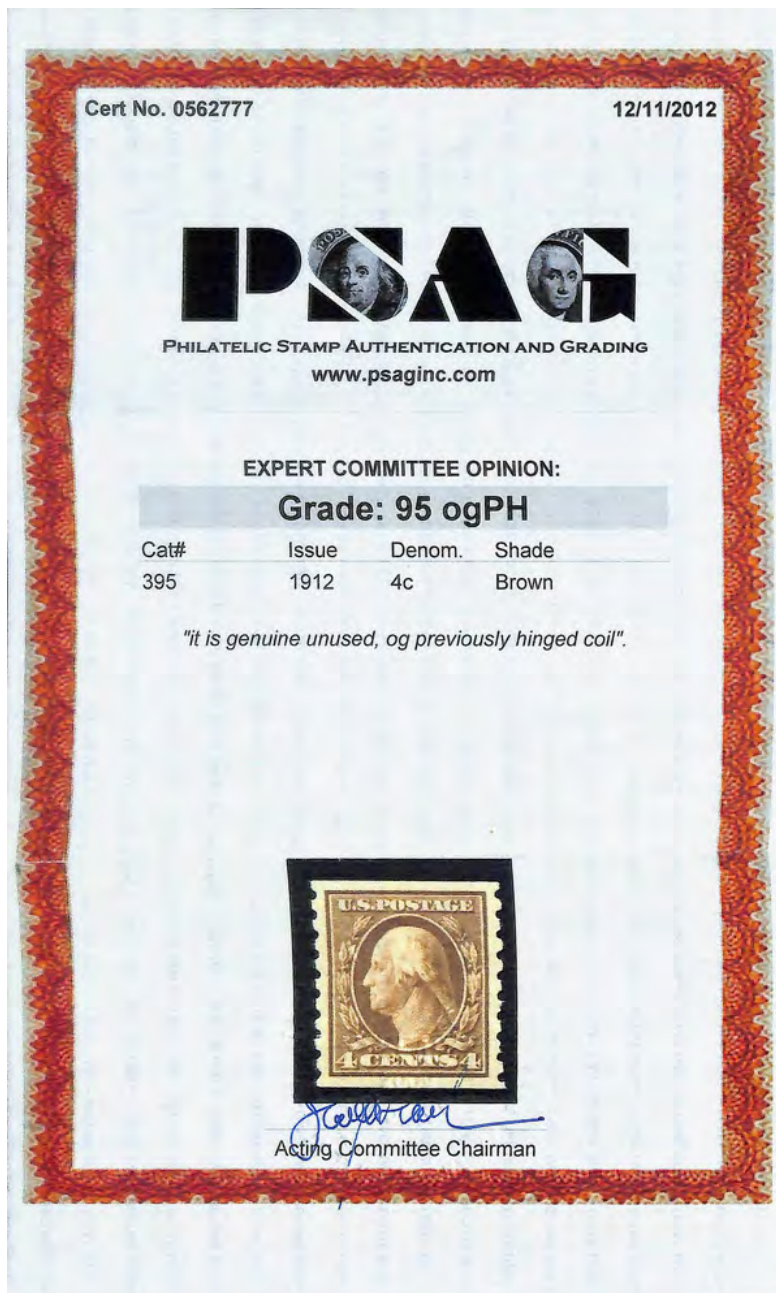 Cert No. 0562777 12/11/2012
PSAG
PHILATELIC STAMP AUTHENTICATION AND GRADING
www.psaginc.com
EXPERT COMMITTEE OPINION:
Grade: 95 ogPH
Cat# Issue Denom. Shade
395 1912 4c Brown
"it is genuine unused, og previously hinged coil".
U.S.POSTAGE
4 CENTS 4
Acting Committee Chairman